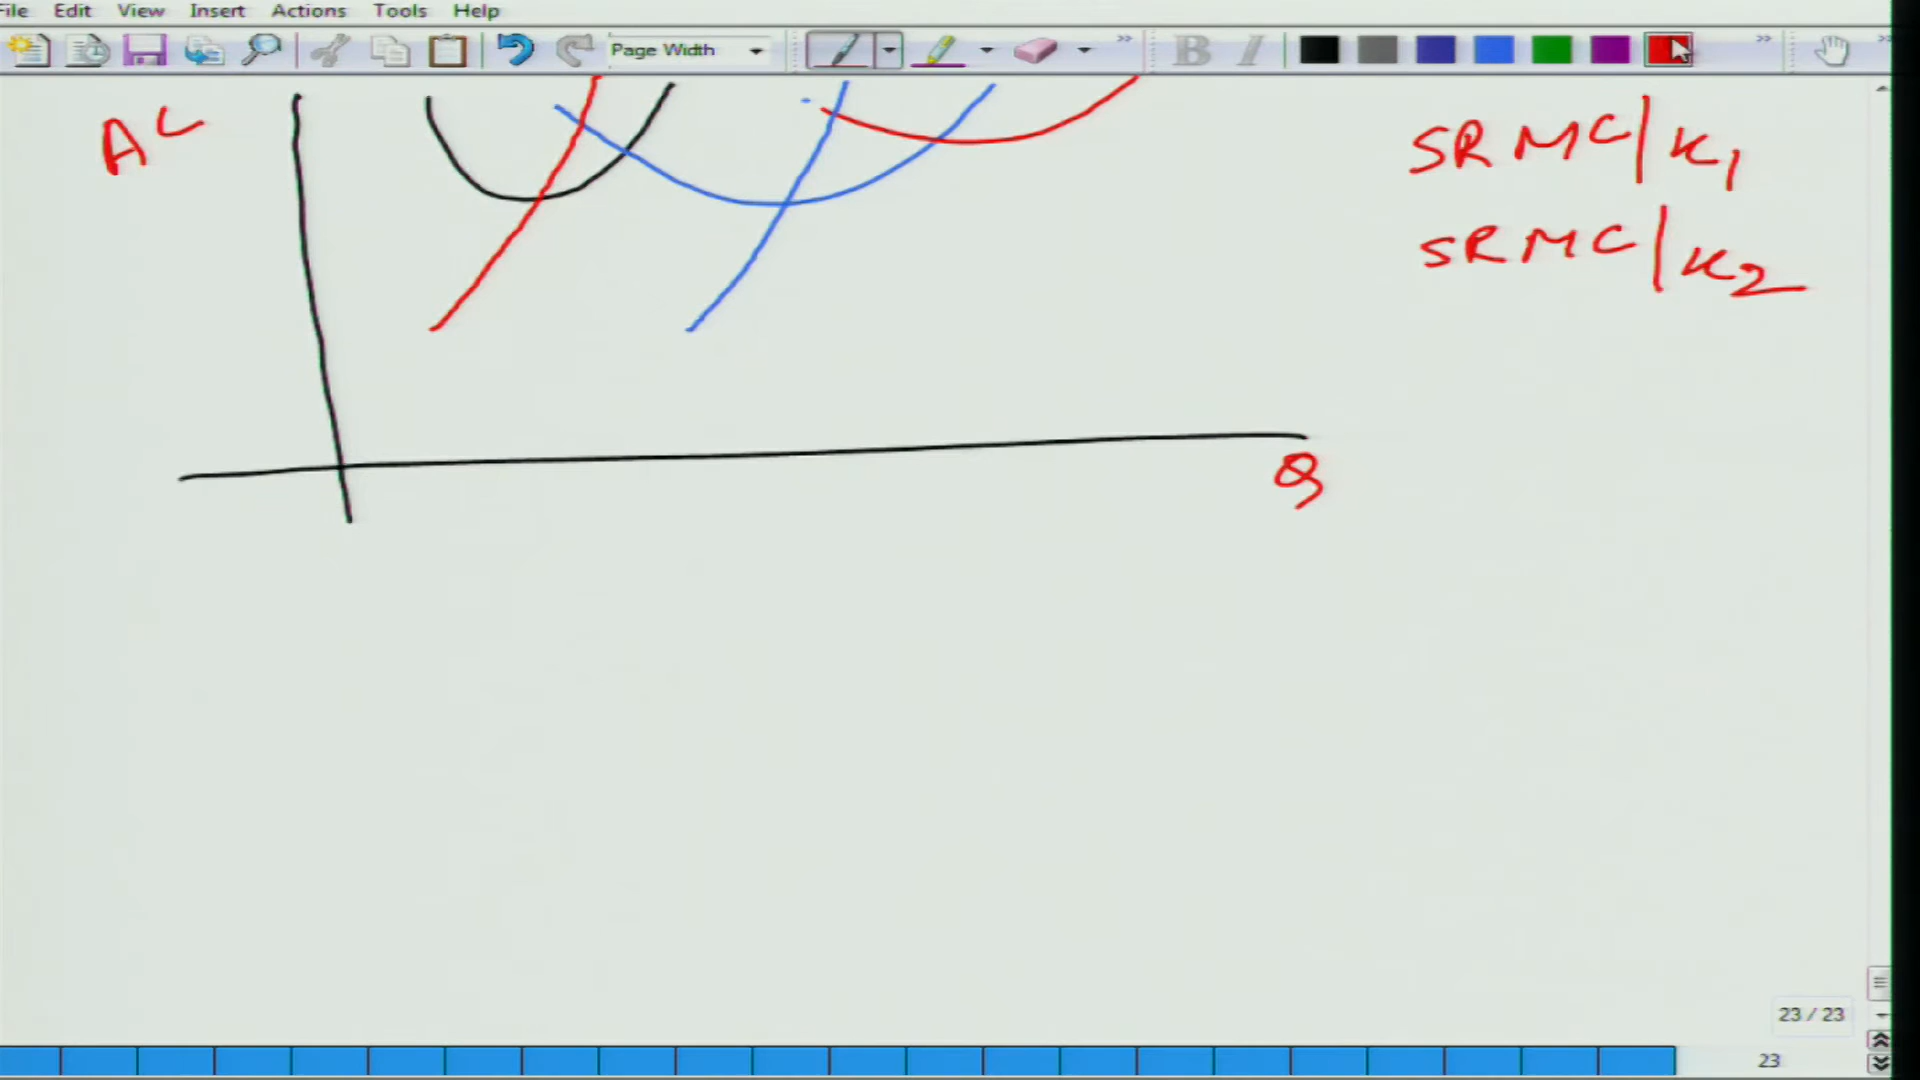 File Edit View Insert Actions Tools Help
Page Width B I
AC
SRMC/K1
SRMC/K2
Q
23 / 23
23